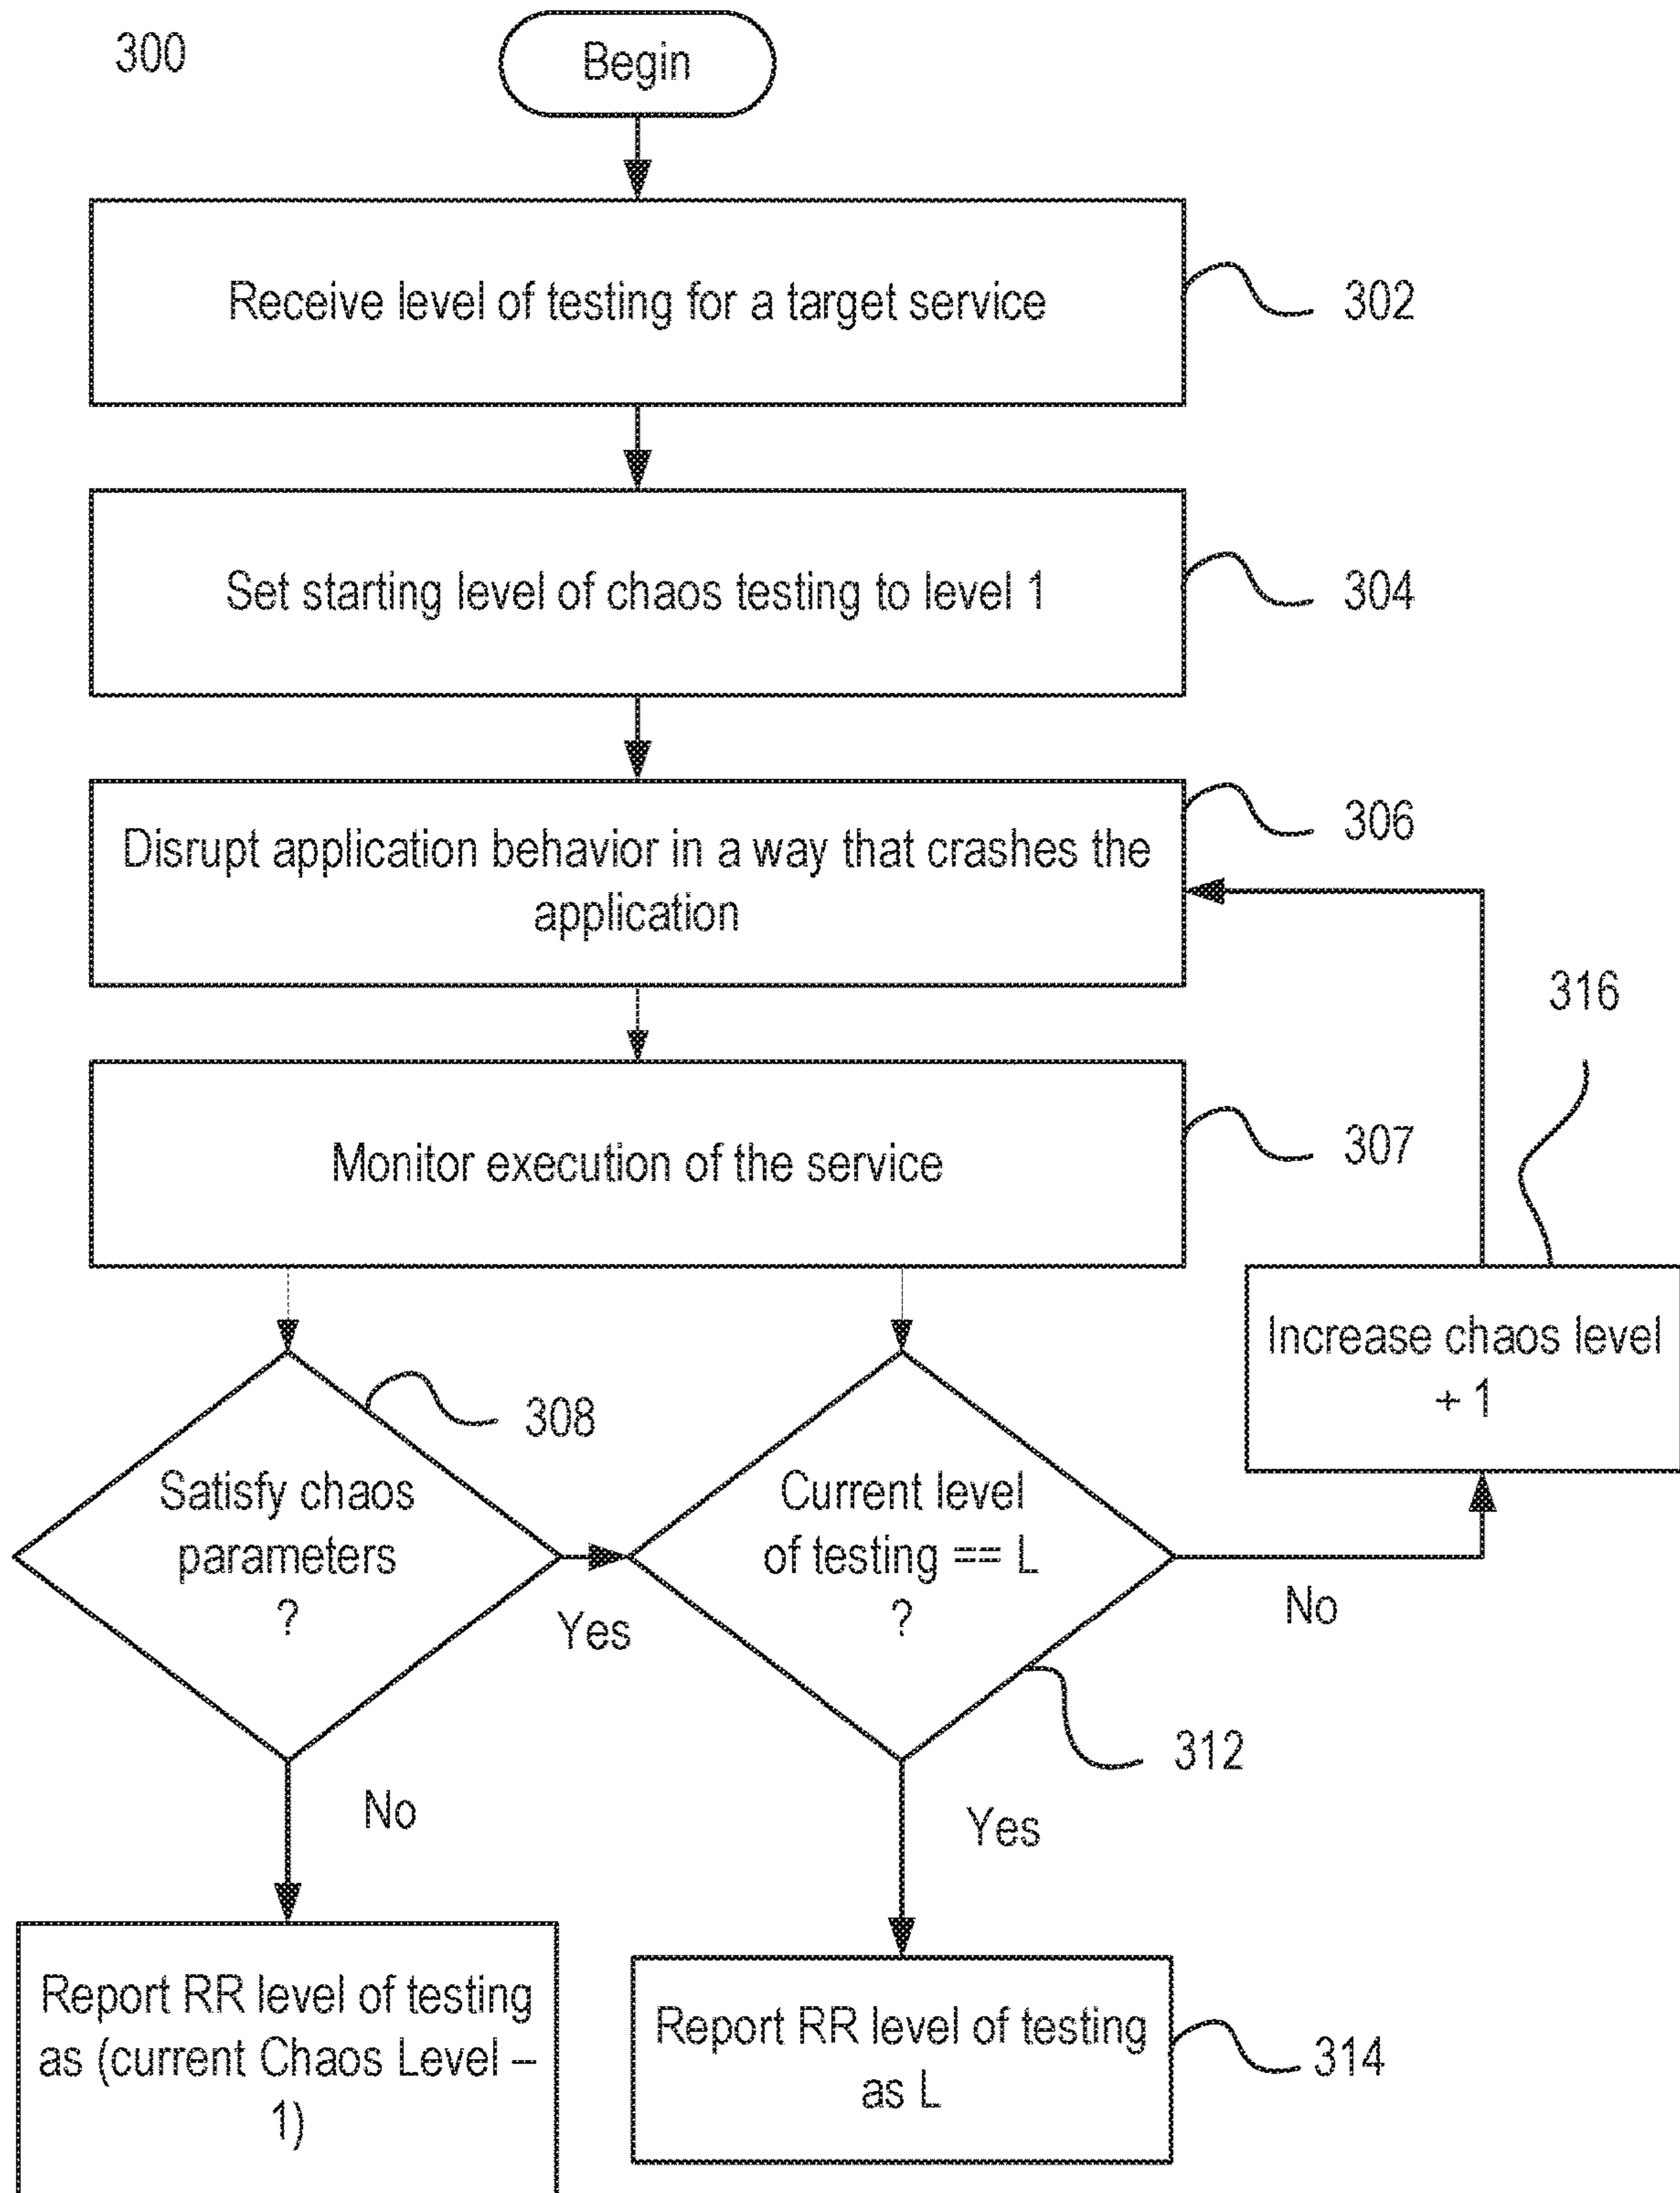 300
Begin
Receive level of testing for a target service
302
Set starting level of chaos testing to level 1
304
Disrupt application behavior in a way that crashes the
application
306
316
Monitor execution of the service
307
Increase chaos level
+ 1
308
Satisfy chaos
parameters
?
Yes
Current level
of testing == L
?
No
312
No
Yes
Report RR level of testing
as (current Chaos Level –
1)
Report RR level of testing
as L
314